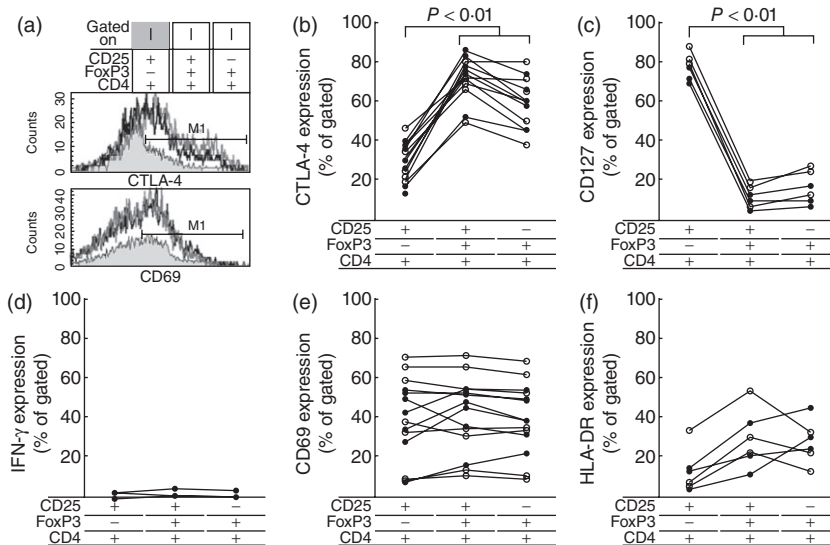 (a)
Gated on | | |
CD25 + + –
FoxP3 – + +
CD4 + + +
Counts
30
20
10
0
M1
CTLA-4
Counts
40
30
20
10
0
M1
CD69
(b)
P < 0·01
CTLA-4 expression
(% of gated)
100
80
60
40
20
CD25 + + –
FoxP3 – + +
CD4 + + +
(c)
P < 0·01
CD127 expression
(% of gated)
100
80
60
40
20
CD25 + + –
FoxP3 – + +
CD4 + + +
(d)
IFN-γ expression
(% of gated)
100
80
60
40
20
CD25 + + –
FoxP3 – + +
CD4 + + +
(e)
CD69 expression
(% of gated)
100
80
60
40
20
CD25 + + –
FoxP3 – + +
CD4 + + +
(f)
HLA-DR expression
(% of gated)
100
80
60
40
20
CD25 + + –
FoxP3 – + +
CD4 + + +